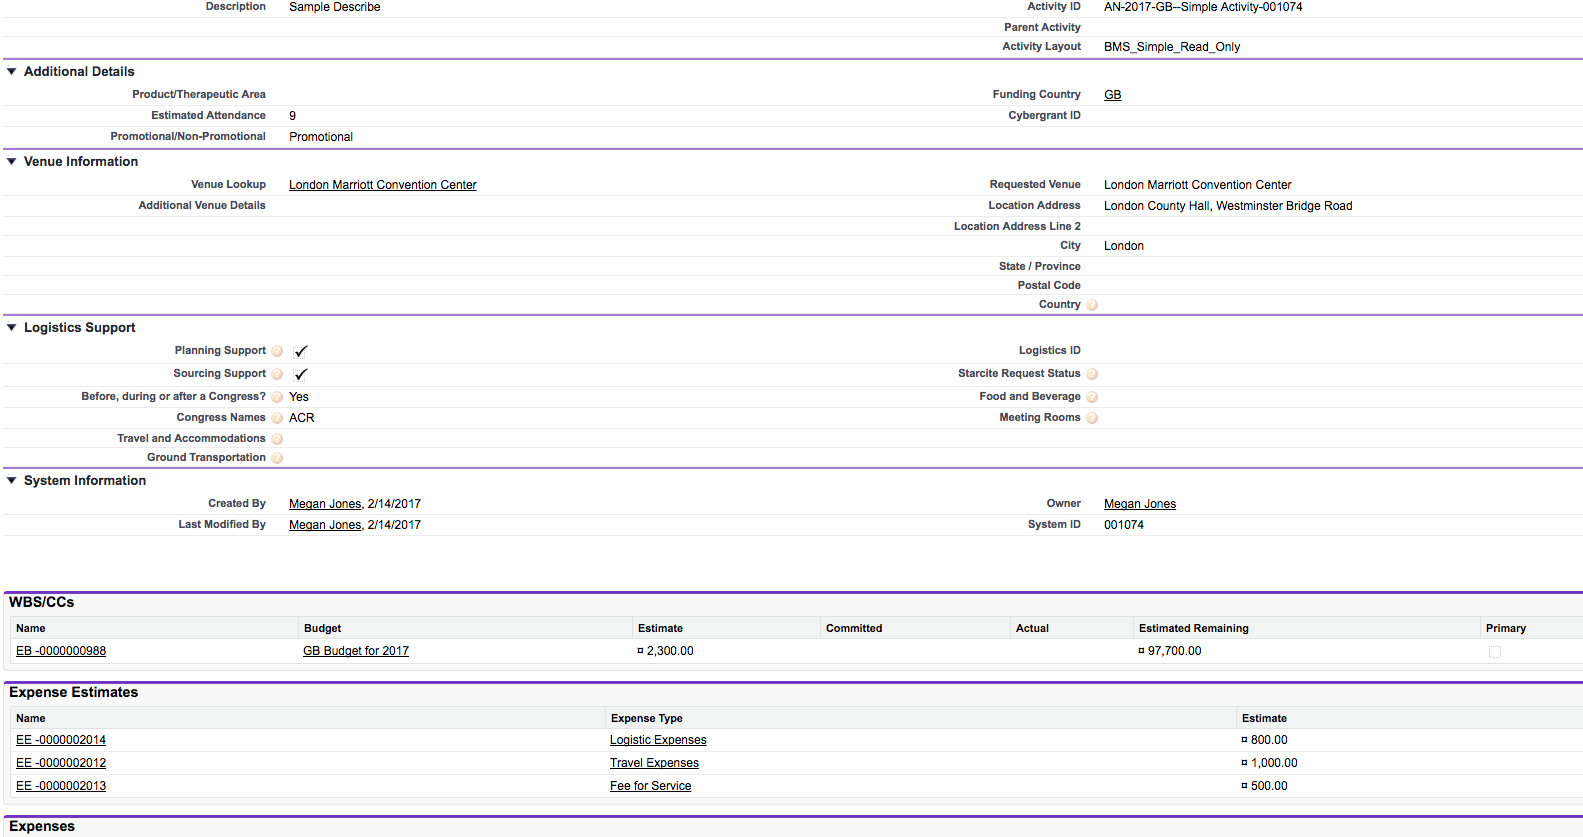 Description Sample Describe Activity ID AN-2017-GB--Simple Activity-001074
Parent Activity
Activity Layout BMS_Simple_Read_Only
Additional Details
Product/Therapeutic Area Funding Country GB
Estimated Attendance 9 Cybergrant ID
Promotional/Non-Promotional Promotional
Venue Information
Venue Lookup London Marriott Convention Center Requested Venue London Marriott Convention Center
Additional Venue Details Location Address London County Hall, Westminster Bridge Road
Location Address Line 2
City London
State / Province
Postal Code
Country ?
Logistics Support
Planning Support ? ✓ Logistics ID
Sourcing Support ? ✓ Starcite Request Status ?
Before, during or after a Congress? ? Yes Food and Beverage ?
Congress Names ? ACR Meeting Rooms ?
Travel and Accommodations ?
Ground Transportation ?
System Information
Created By Megan Jones, 2/14/2017 Owner Megan Jones
Last Modified By Megan Jones, 2/14/2017 System ID 001074
WBS/CCs
Name Budget Estimate Committed Actual Estimated Remaining Primary
EB -0000000988 GB Budget for 2017 ¤ 2,300.00 ¤ 97,700.00
Expense Estimates
Name Expense Type Estimate
EE -0000002014 Logistic Expenses ¤ 800.00
EE -0000002012 Travel Expenses ¤ 1,000.00
EE -0000002013 Fee for Service ¤ 500.00
Expenses